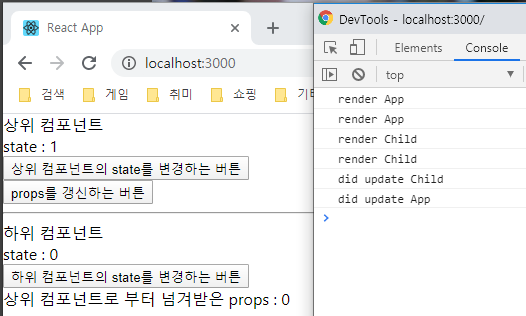 React App
localhost:3000
검색 게임 취미 쇼핑
상위 컴포넌트
state : 1
상위 컴포넌트의 state를 변경하는 버튼
props를 갱신하는 버튼
하위 컴포넌트
state : 0
하위 컴포넌트의 state를 변경하는 버튼
상위 컴포넌트로 부터 넘겨받은 props : 0
DevTools - localhost:3000/
Elements Console
top
render App
render App
render Child
render Child
did update Child
did update App